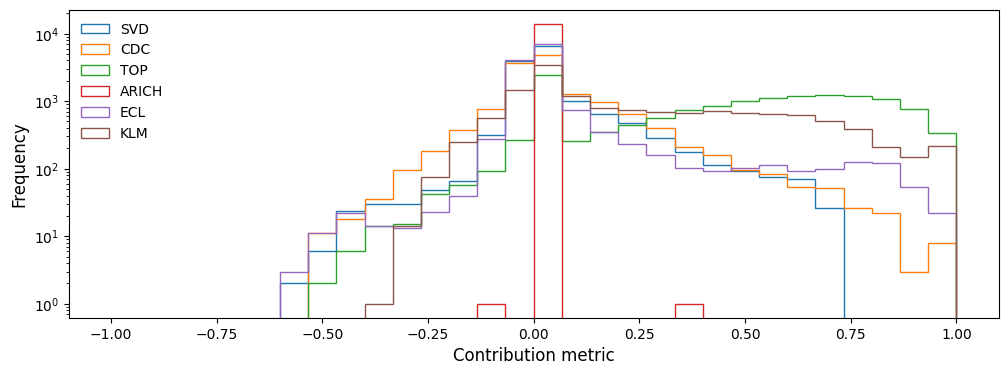 SVD
CDC
TOP
ARICH
ECL
KLM
Frequency
10⁴
10³
10²
10¹
10⁰
−1.00 −0.75 −0.50 −0.25 0.00 0.25 0.50 0.75 1.00
Contribution metric